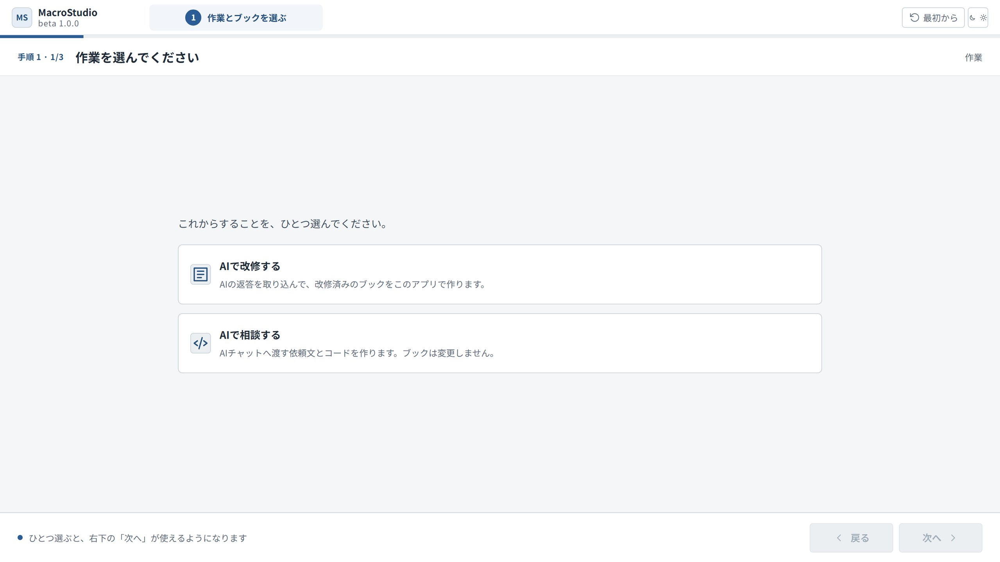 MS
MacroStudio
beta 1.0.0
1 作業とブックを選ぶ
最初から
手順 1 · 1/3 作業を選んでください
作業
これからすることを、ひとつ選んでください。
AIで改修する
AIの返答を取り込んで、改修済みのブックをこのアプリで作ります。
AIで相談する
AIチャットへ渡す依頼文とコードを作ります。ブックは変更しません。
ひとつ選ぶと、右下の「次へ」が使えるようになります
戻る
次へ